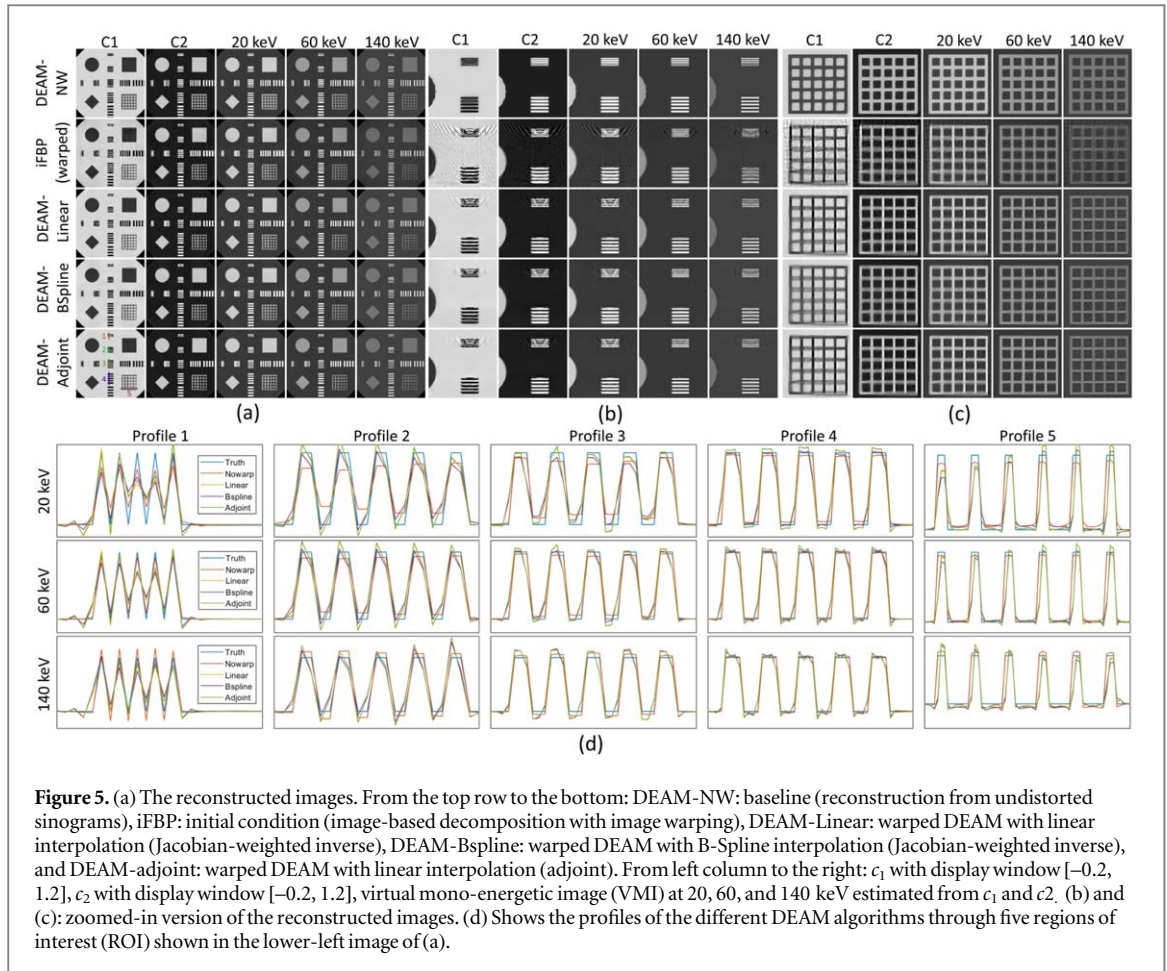 C1 C2 20 keV 60 keV 140 keV C1 C2 20 keV 60 keV 140 keV C1 C2 20 keV 60 keV 140 keV
DEAM-
NW
iFBP
(warped)
DEAM-
Linear
DEAM-
BSpline
DEAM-
Adjoint
1
2
3
4
5
(a) (b) (c)
Profile 1 Profile 2 Profile 3 Profile 4 Profile 5
20 keV
Truth
Nowarp
Linear
Bspline
Adjoint
60 keV
Truth
Nowarp
Linear
Bspline
Adjoint
140 keV
Truth
Nowarp
Linear
Bspline
Adjoint
(d)
Figure 5. (a) The reconstructed images. From the top row to the bottom: DEAM-NW: baseline (reconstruction from undistorted
sinograms), iFBP: initial condition (image-based decomposition with image warping), DEAM-Linear: warped DEAM with linear
interpolation (Jacobian-weighted inverse), DEAM-Bspline: warped DEAM with B-Spline interpolation (Jacobian-weighted inverse),
and DEAM-adjoint: warped DEAM with linear interpolation (adjoint). From left column to the right: c1 with display window [−0.2,
1.2], c2 with display window [−0.2, 1.2], virtual mono-energetic image (VMI) at 20, 60, and 140 keV estimated from c1 and c2. (b) and
(c): zoomed-in version of the reconstructed images. (d) Shows the profiles of the different DEAM algorithms through five regions of
interest (ROI) shown in the lower-left image of (a).